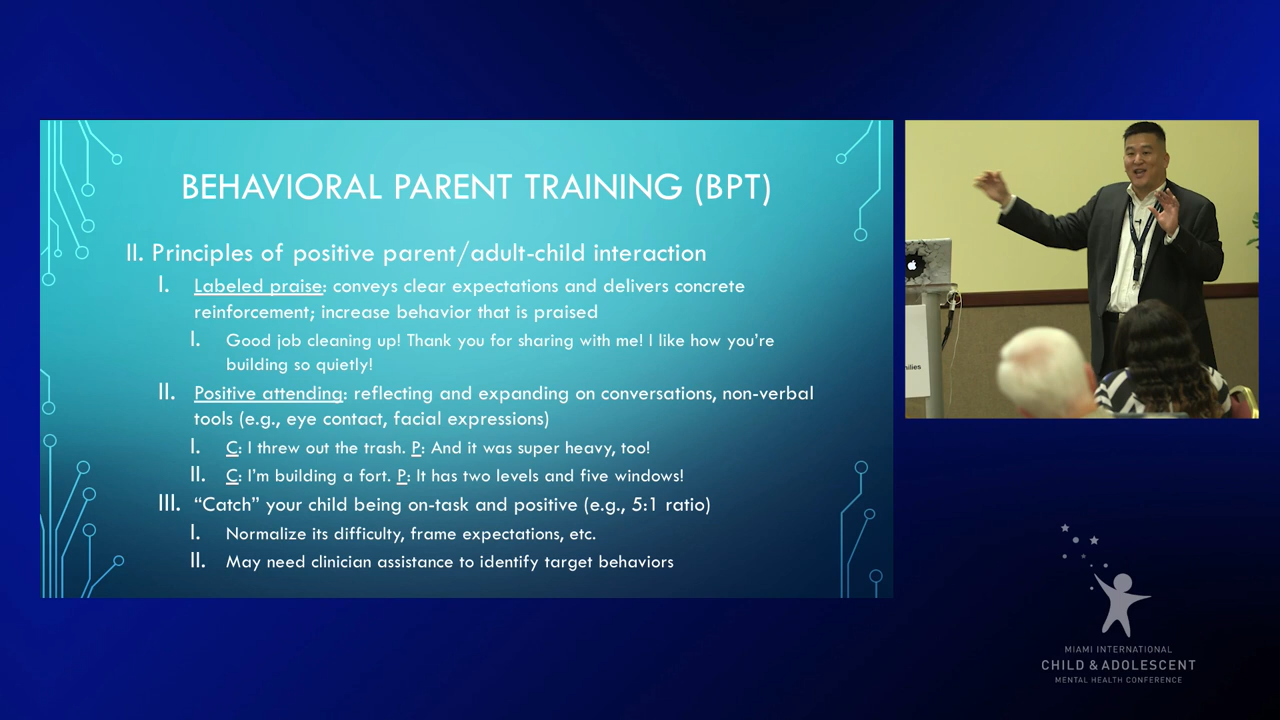 BEHAVIORAL PARENT TRAINING (BPT)
II. Principles of positive parent/adult-child interaction
I. Labeled praise: conveys clear expectations and delivers concrete
reinforcement; increase behavior that is praised
I. Good job cleaning up! Thank you for sharing with me! I like how you’re
building so quietly!
II. Positive attending: reflecting and expanding on conversations, non-verbal
tools (e.g., eye contact, facial expressions)
I. C: I threw out the trash. P: And it was super heavy, too!
II. C: I’m building a fort. P: It has two levels and five windows!
III. “Catch” your child being on-task and positive (e.g., 5:1 ratio)
I. Normalize its difficulty, frame expectations, etc.
II. May need clinician assistance to identify target behaviors
MIAMI INTERNATIONAL
CHILD & ADOLESCENT
MENTAL HEALTH CONFERENCE